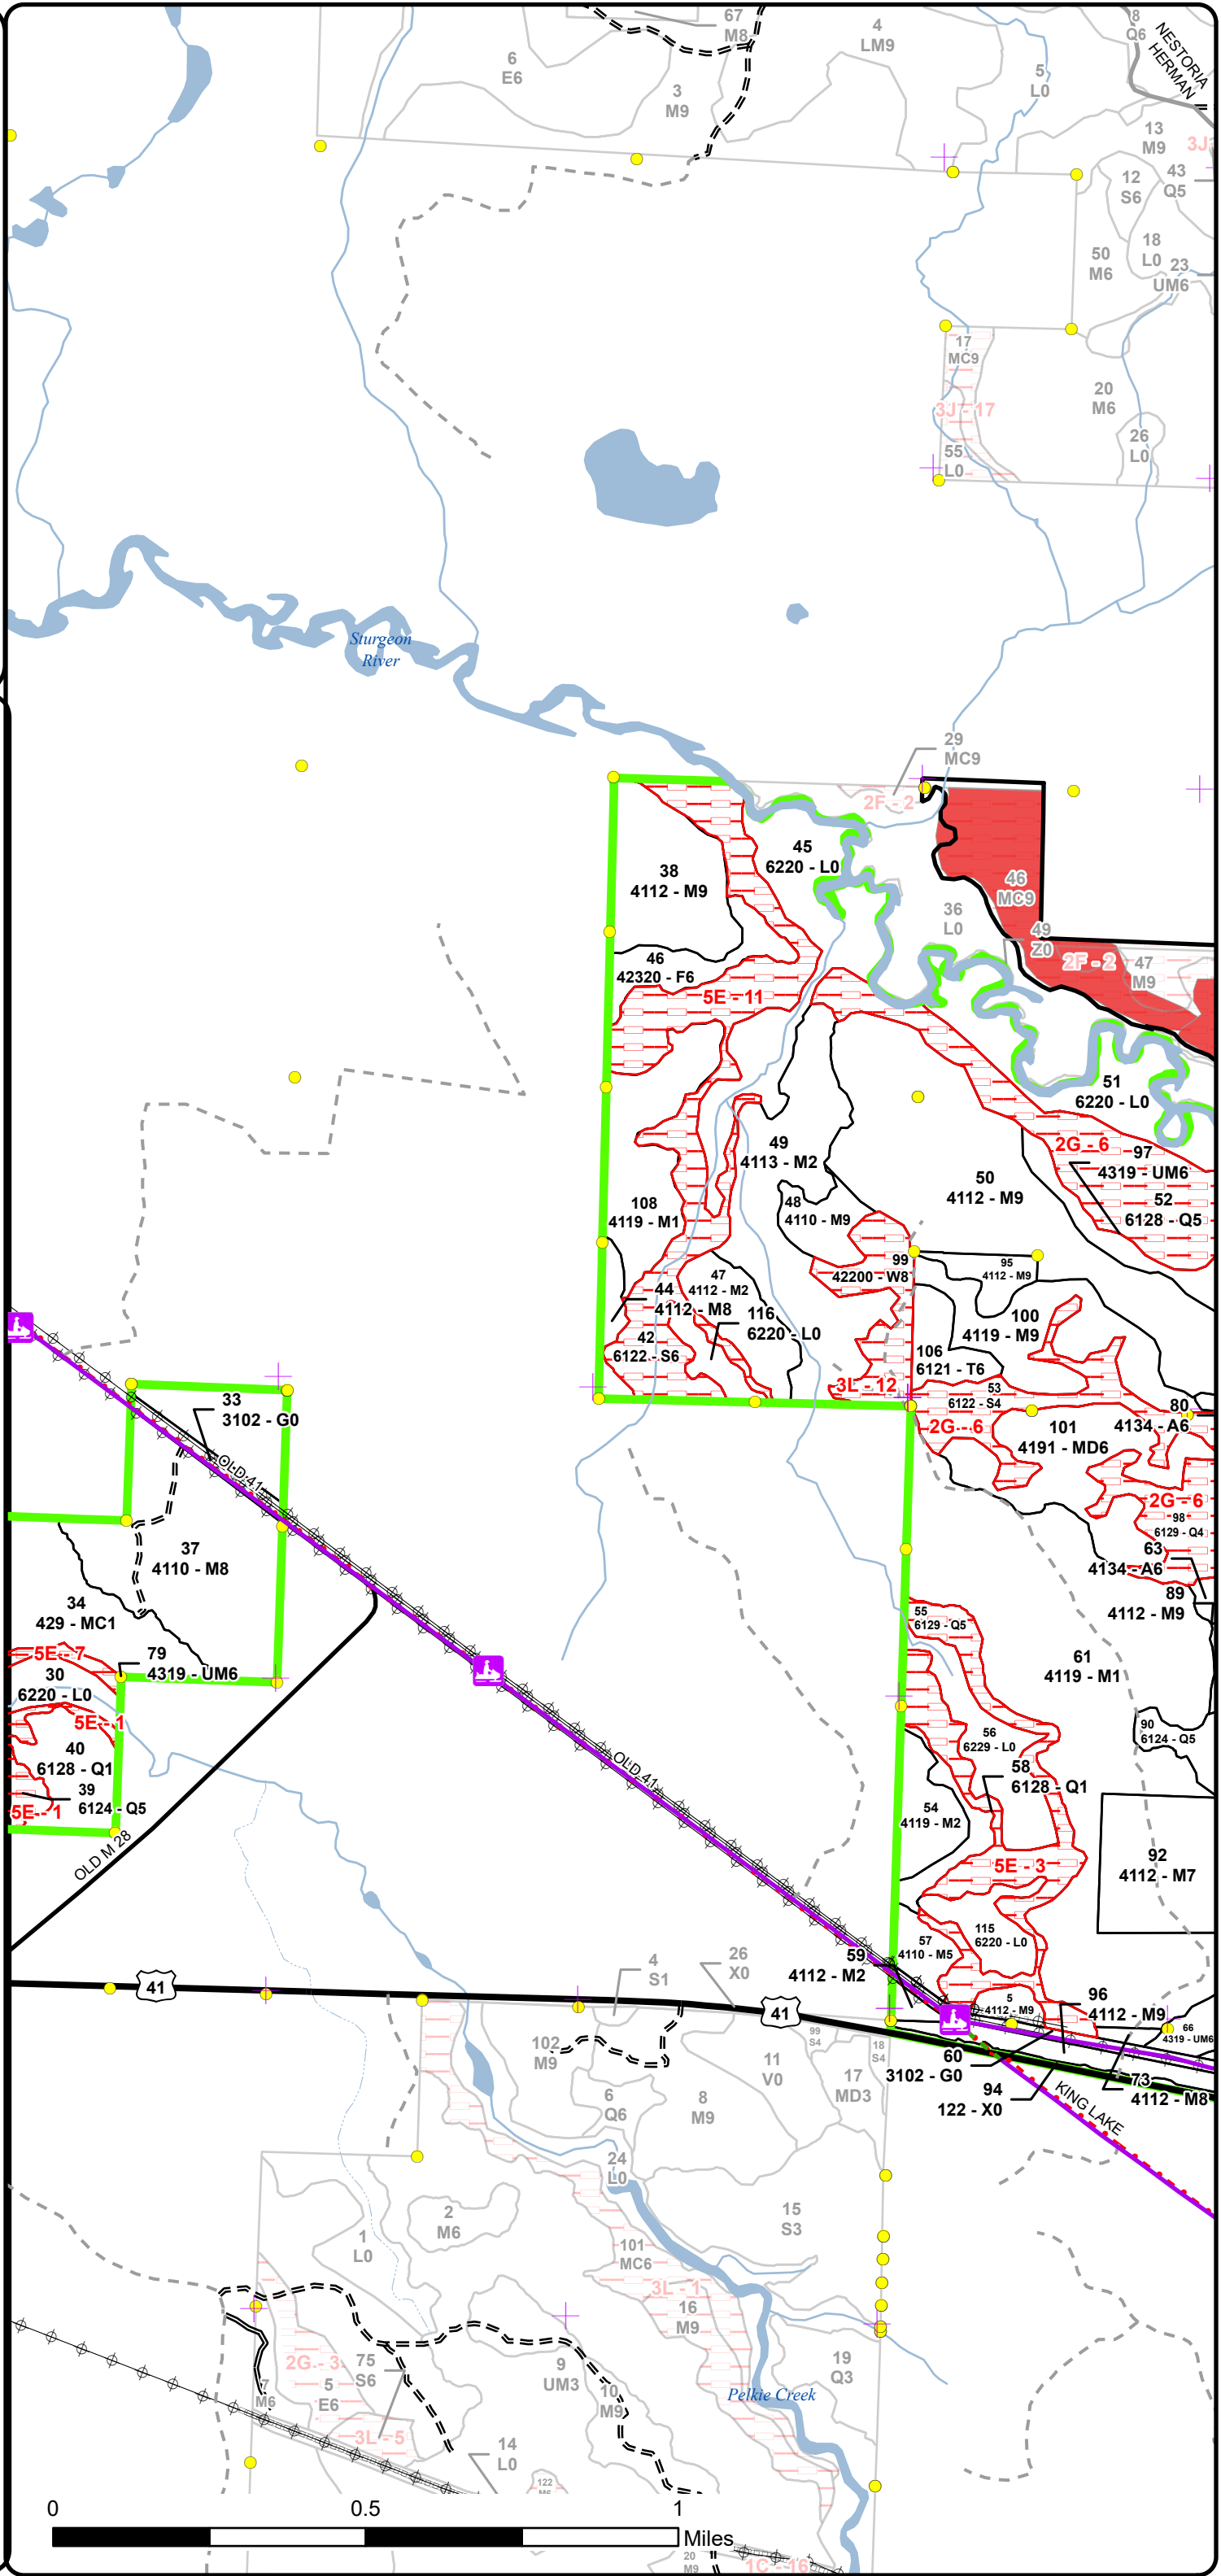 67
M8
4
LM9
8
Q6
NESTORIA
HERMAN
6
E6
3
M9
5
L0
13
M9
12
S6
43
Q5
18
L0
50
M6
23
UM6
17
MC9
3J - 17
20
M6
26
L0
55
L0
Sturgeon
River
29
MC9
2F - 2
45
6220 - L0
38
4112 - M9
46
MC9
36
L0
49
Z0
2F - 2
47
M9
46
42320 - F6
5E - 11
51
6220 - L0
49
4113 - M2
2G - 6
97
4319 - UM6
50
4112 - M9
52
6128 - Q5
48
4110 - M9
108
4119 - M1
99
42200 - W8
95
4112 - M9
47
4112 - M2
44
4112 - M8
116
6220 - L0
100
4119 - M9
42
6122 - S6
106
6121 - T6
3L - 12
53
6122 - S4
33
3102 - G0
OLD 41
2G - 6
101
4191 - MD6
80
4134 - A6
2G - 6
98
6129 - Q4
37
4110 - M8
63
4134 - A6
89
4112 - M9
34
429 - MC1
55
6129 - Q5
5E - 7
79
4319 - UM6
30
6220 - L0
61
4119 - M1
5E - 1
90
6124 - Q5
40
6128 - Q1
56
6229 - L0
39
6124 - Q5
58
6128 - Q1
OLD 41
5E - 1
54
4119 - M2
OLD M 28
92
4112 - M7
5E - 3
115
6220 - L0
57
4110 - M5
59
4112 - M2
4
S1
26
X0
41
41
5
4112 - M9
96
4112 - M9
66
4319 - UM6
99
S4
18
S4
102
M9
11
V0
17
MD3
60
3102 - G0
73
4112 - M8
94
122 - X0
KING LAKE
6
Q6
8
M9
24
L0
2
M6
15
S3
1
L0
101
MC6
3L - 1
16
M9
2G - 3
75
S6
9
UM3
19
Q3
5
E6
7
M6
10
M9
Pelkie Creek
3L - 5
14
L0
122
M6
0
0.5
1
Miles
20
M9
1C - 16